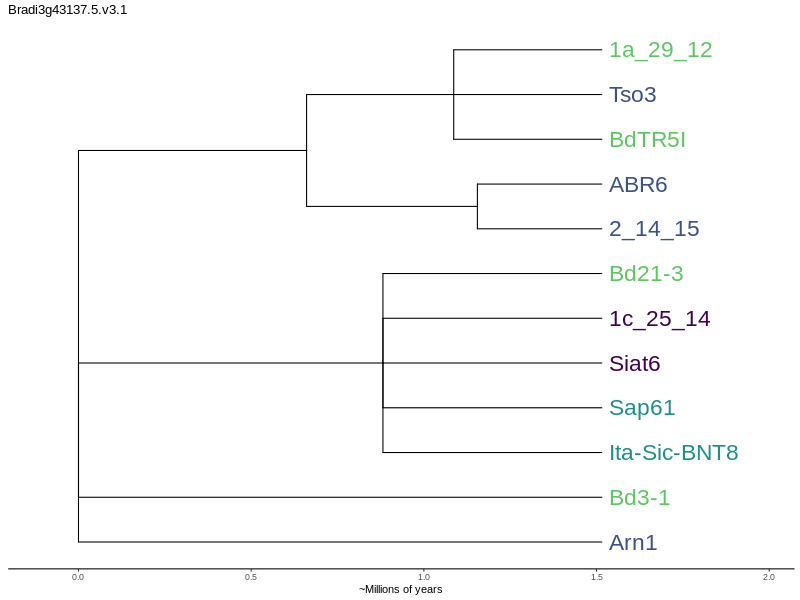 Bradi3g43137.5.v3.1
1a_29_12
Tso3
BdTR5I
ABR6
2_14_15
Bd21-3
1c_25_14
Siat6
Sap61
Ita-Sic-BNT8
Bd3-1
Arn1
0.0 0.5 1.0 1.5 2.0
~Millions of years